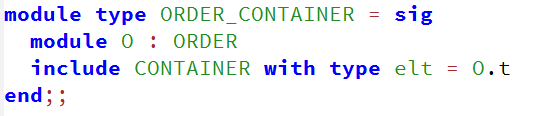 module type ORDER_CONTAINER = sig
  module O : ORDER
  include CONTAINER with type elt = O.t
end;;